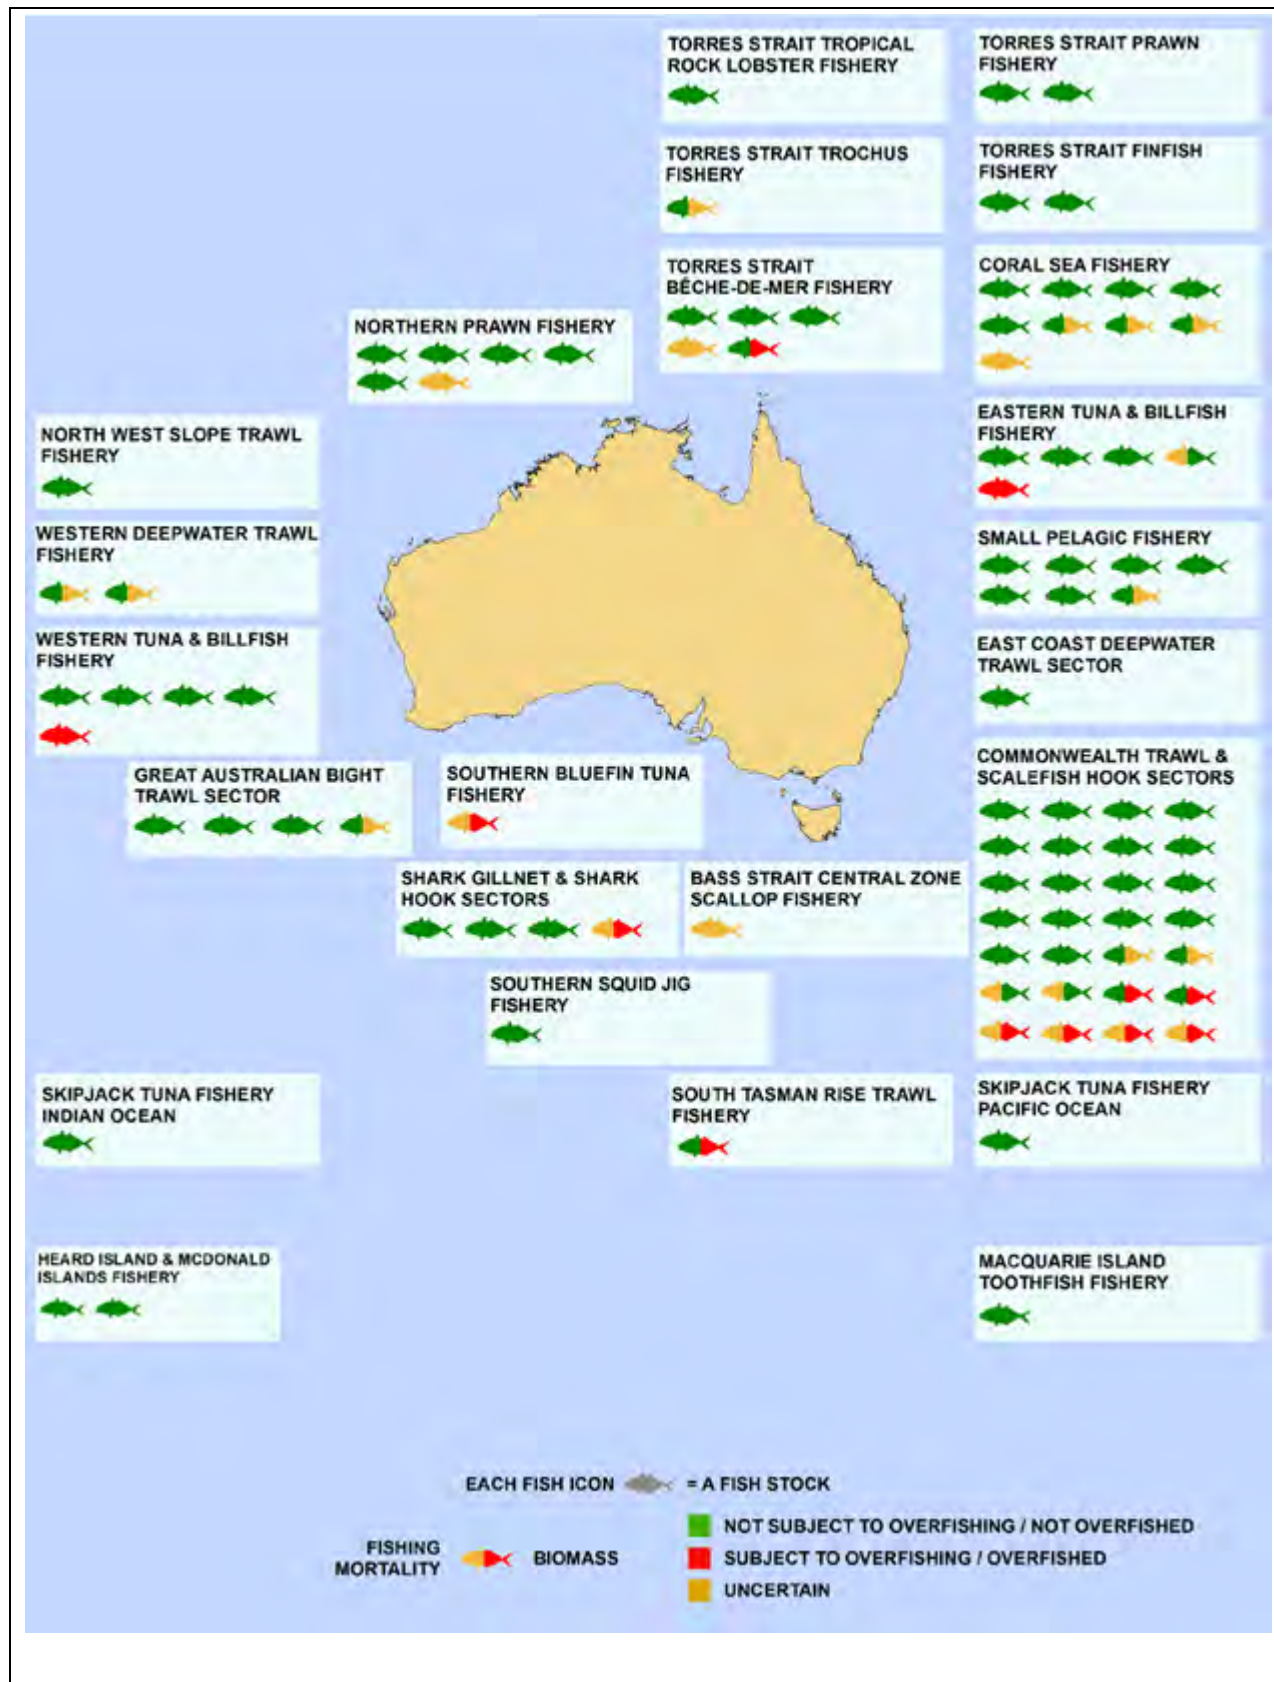 TORRES STRAIT TROPICAL
ROCK LOBSTER FISHERY
TORRES STRAIT PRAWN
FISHERY
TORRES STRAIT TROCHUS
FISHERY
TORRES STRAIT FINFISH
FISHERY
TORRES STRAIT
BÊCHE-DE-MER FISHERY
CORAL SEA FISHERY
NORTHERN PRAWN FISHERY
EASTERN TUNA & BILLFISH
FISHERY
NORTH WEST SLOPE TRAWL
FISHERY
WESTERN DEEPWATER TRAWL
FISHERY
SMALL PELAGIC FISHERY
WESTERN TUNA & BILLFISH
FISHERY
EAST COAST DEEPWATER
TRAWL SECTOR
GREAT AUSTRALIAN BIGHT
TRAWL SECTOR
SOUTHERN BLUEFIN TUNA
FISHERY
COMMONWEALTH TRAWL &
SCALEFISH HOOK SECTORS
SHARK GILLNET & SHARK
HOOK SECTORS
BASS STRAIT CENTRAL ZONE
SCALLOP FISHERY
SOUTHERN SQUID JIG
FISHERY
SKIPJACK TUNA FISHERY
INDIAN OCEAN
SOUTH TASMAN RISE TRAWL
FISHERY
SKIPJACK TUNA FISHERY
PACIFIC OCEAN
HEARD ISLAND & MCDONALD
ISLANDS FISHERY
MACQUARIE ISLAND
TOOTHFISH FISHERY
EACH FISH ICON = A FISH STOCK
FISHING
MORTALITY
BIOMASS
NOT SUBJECT TO OVERFISHING / NOT OVERFISHED
SUBJECT TO OVERFISHING / OVERFISHED
UNCERTAIN